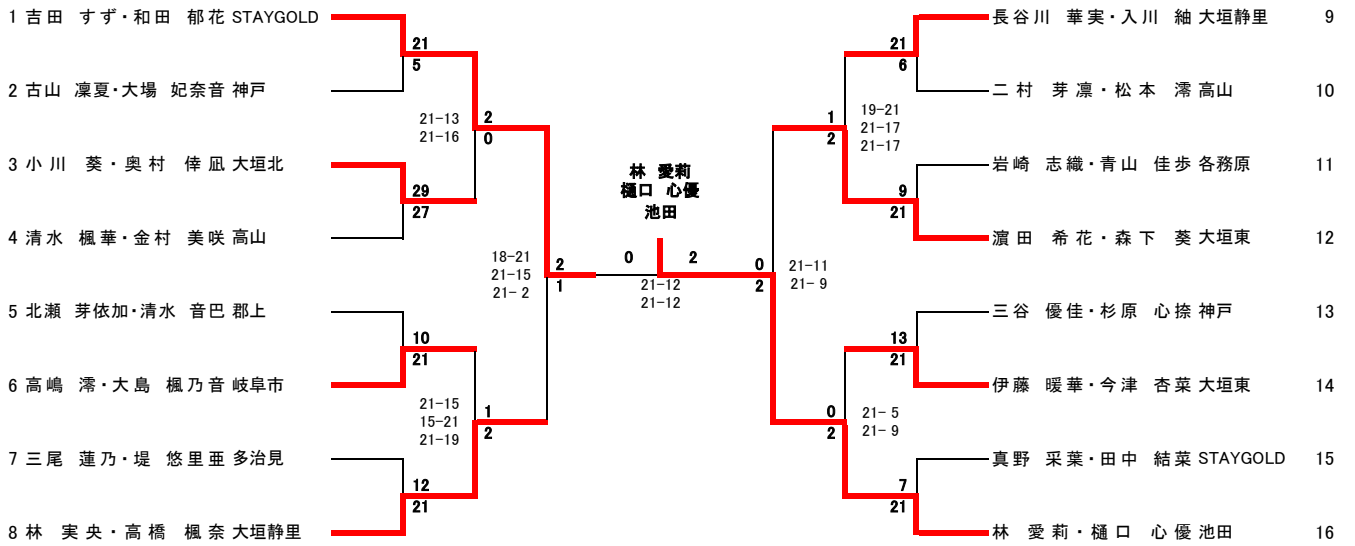 1 吉田 すず・和田 郁花 STAYGOLD
21
5
2 古山 凜夏・大場 妃奈音 神戸
21-13
21-16
2
0
3 小川 葵・奥村 倖凪 大垣北
29
27
4 清水 楓華・金村 美咲 高山
18-21
21-15
21- 2
2
1
5 北瀬 芽依加・清水 音巴 郡上
10
21
6 高嶋 澪・大島 楓乃音 岐阜市
21-15
15-21
21-19
1
2
7 三尾 蓮乃・堤 悠里亜 多治見
12
21
8 林 実央・高橋 楓奈 大垣静里
林 愛莉
樋口 心優
池田
0 2
21-12
21-12
長谷川 華実・入川 紬 大垣静里 9
21
6
二村 芽凛・松本 澪 高山 10
1
2
19-21
21-17
21-17
岩崎 志織・青山 佳歩 各務原 11
9
21
濵田 希花・森下 葵 大垣東 12
0
2
21-11
21- 9
三谷 優佳・杉原 心捺 神戸 13
13
21
伊藤 暖華・今津 杏菜 大垣東 14
0
2
21- 5
21- 9
真野 采葉・田中 結菜 STAYGOLD 15
7
21
林 愛莉・樋口 心優 池田 16